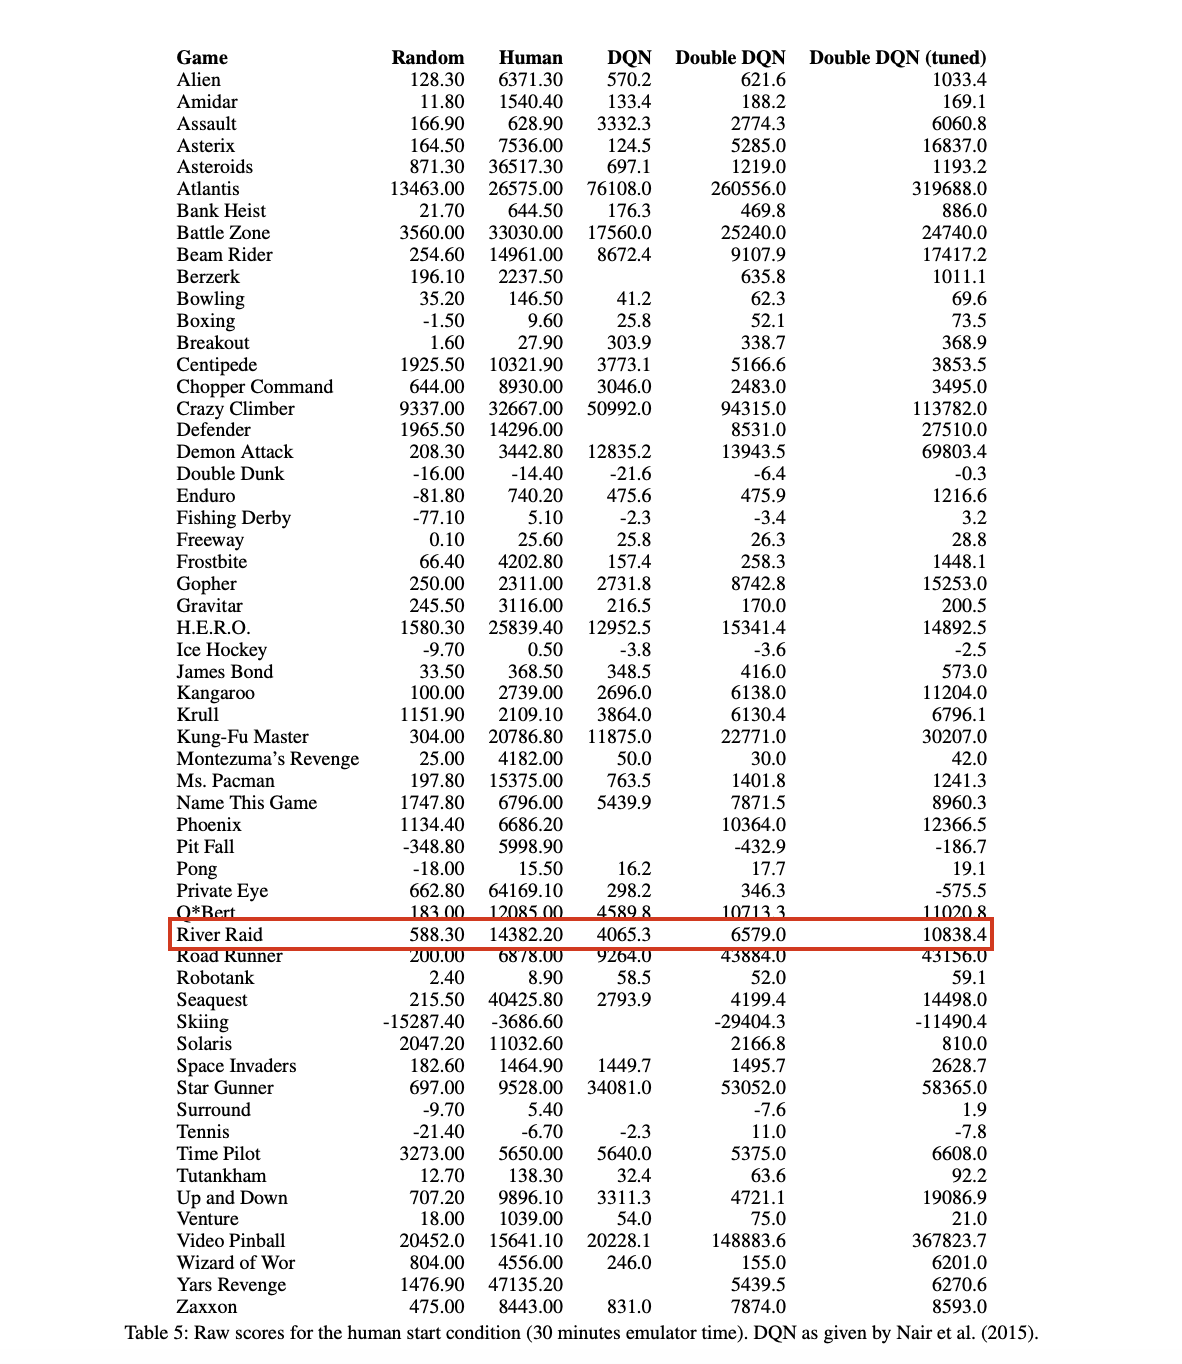 Game Random Human DQN Double DQN Double DQN (tuned)
Alien 128.30 6371.30 570.2 621.6 1033.4
Amidar 11.80 1540.40 133.4 188.2 169.1
Assault 166.90 628.90 3332.3 2774.3 6060.8
Asterix 164.50 7536.00 124.5 5285.0 16837.0
Asteroids 871.30 36517.30 697.1 1219.0 1193.2
Atlantis 13463.00 26575.00 76108.0 260556.0 319688.0
Bank Heist 21.70 644.50 176.3 469.8 886.0
Battle Zone 3560.00 33030.00 17560.0 25240.0 24740.0
Beam Rider 254.60 14961.00 8672.4 9107.9 17417.2
Berzerk 196.10 2237.50 635.8 1011.1
Bowling 35.20 146.50 41.2 62.3 69.6
Boxing -1.50 9.60 25.8 52.1 73.5
Breakout 1.60 27.90 303.9 338.7 368.9
Centipede 1925.50 10321.90 3773.1 5166.6 3853.5
Chopper Command 644.00 8930.00 3046.0 2483.0 3495.0
Crazy Climber 9337.00 32667.00 50992.0 94315.0 113782.0
Defender 1965.50 14296.00 8531.0 27510.0
Demon Attack 208.30 3442.80 12835.2 13943.5 69803.4
Double Dunk -16.00 -14.40 -21.6 -6.4 -0.3
Enduro -81.80 740.20 475.6 475.9 1216.6
Fishing Derby -77.10 5.10 -2.3 -3.4 3.2
Freeway 0.10 25.60 25.8 26.3 28.8
Frostbite 66.40 4202.80 157.4 258.3 1448.1
Gopher 250.00 2311.00 2731.8 8742.8 15253.0
Gravitar 245.50 3116.00 216.5 170.0 200.5
H.E.R.O. 1580.30 25839.40 12952.5 15341.4 14892.5
Ice Hockey -9.70 0.50 -3.8 -3.6 -2.5
James Bond 33.50 368.50 348.5 416.0 573.0
Kangaroo 100.00 2739.00 2696.0 6138.0 11204.0
Krull 1151.90 2109.10 3864.0 6130.4 6796.1
Kung-Fu Master 304.00 20786.80 11875.0 22771.0 30207.0
Montezuma's Revenge 25.00 4182.00 50.0 30.0 42.0
Ms. Pacman 197.80 15375.00 763.5 1401.8 1241.3
Name This Game 1747.80 6796.00 5439.9 7871.5 8960.3
Phoenix 1134.40 6686.20 10364.0 12366.5
Pit Fall -348.80 5998.90 -432.9 -186.7
Pong -18.00 15.50 16.2 17.7 19.1
Private Eye 662.80 64169.10 298.2 346.3 -575.5
Q*Bert 183.00 12085.00 4589.8 10713.3 11020.8
River Raid 588.30 14382.20 4065.3 6579.0 10838.4
Road Runner 200.00 6878.00 9264.0 43884.0 43156.0
Robotank 2.40 8.90 58.5 52.0 59.1
Seaquest 215.50 40425.80 2793.9 4199.4 14498.0
Skiing -15287.40 -3686.60 -29404.3 -11490.4
Solaris 2047.20 11032.60 2166.8 810.0
Space Invaders 182.60 1464.90 1449.7 1495.7 2628.7
Star Gunner 697.00 9528.00 34081.0 53052.0 58365.0
Surround -9.70 5.40 -7.6 1.9
Tennis -21.40 -6.70 -2.3 11.0 -7.8
Time Pilot 3273.00 5650.00 5640.0 5375.0 6608.0
Tutankham 12.70 138.30 32.4 63.6 92.2
Up and Down 707.20 9896.10 3311.3 4721.1 19086.9
Venture 18.00 1039.00 54.0 75.0 21.0
Video Pinball 20452.0 15641.10 20228.1 148883.6 367823.7
Wizard of Wor 804.00 4556.00 246.0 155.0 6201.0
Yars Revenge 1476.90 47135.20 5439.5 6270.6
Zaxxon 475.00 8443.00 831.0 7874.0 8593.0
Table 5: Raw scores for the human start condition (30 minutes emulator time). DQN as given by Nair et al. (2015).